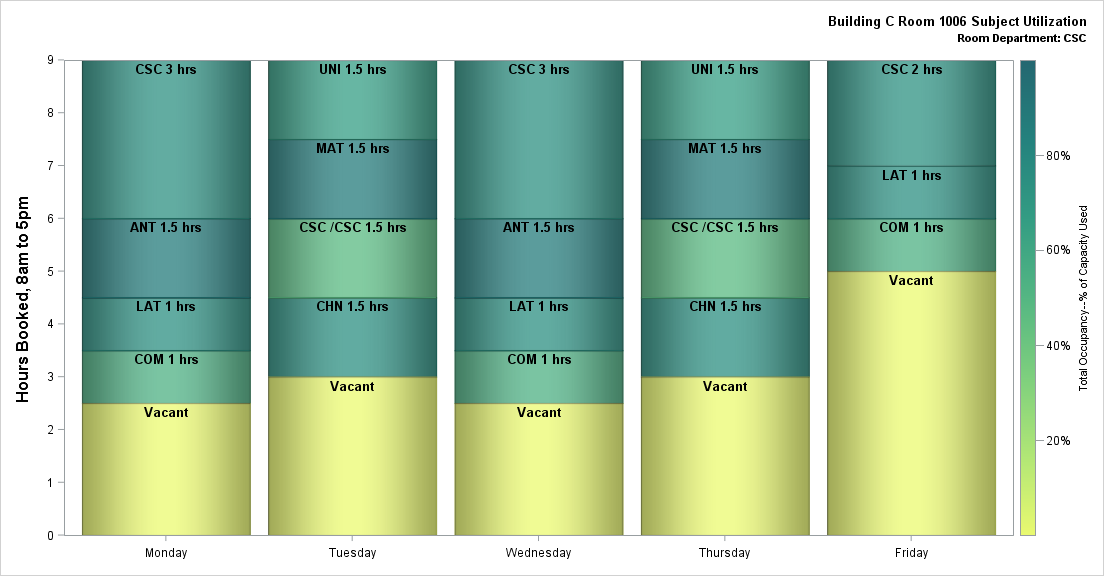 Building C Room 1006 Subject Utilization
Room Department: CSC
Hours Booked, 8am to 5pm
9
8
7
6
5
4
3
2
1
0
CSC 3 hrs
ANT 1.5 hrs
LAT 1 hrs
COM 1 hrs
Vacant
Monday
UNI 1.5 hrs
MAT 1.5 hrs
CSC /CSC 1.5 hrs
CHN 1.5 hrs
Vacant
Tuesday
CSC 3 hrs
ANT 1.5 hrs
LAT 1 hrs
COM 1 hrs
Vacant
Wednesday
UNI 1.5 hrs
MAT 1.5 hrs
CSC /CSC 1.5 hrs
CHN 1.5 hrs
Vacant
Thursday
CSC 2 hrs
LAT 1 hrs
COM 1 hrs
Vacant
Friday
80%
60%
40%
20%
Total Occupancy--% of Capacity Used